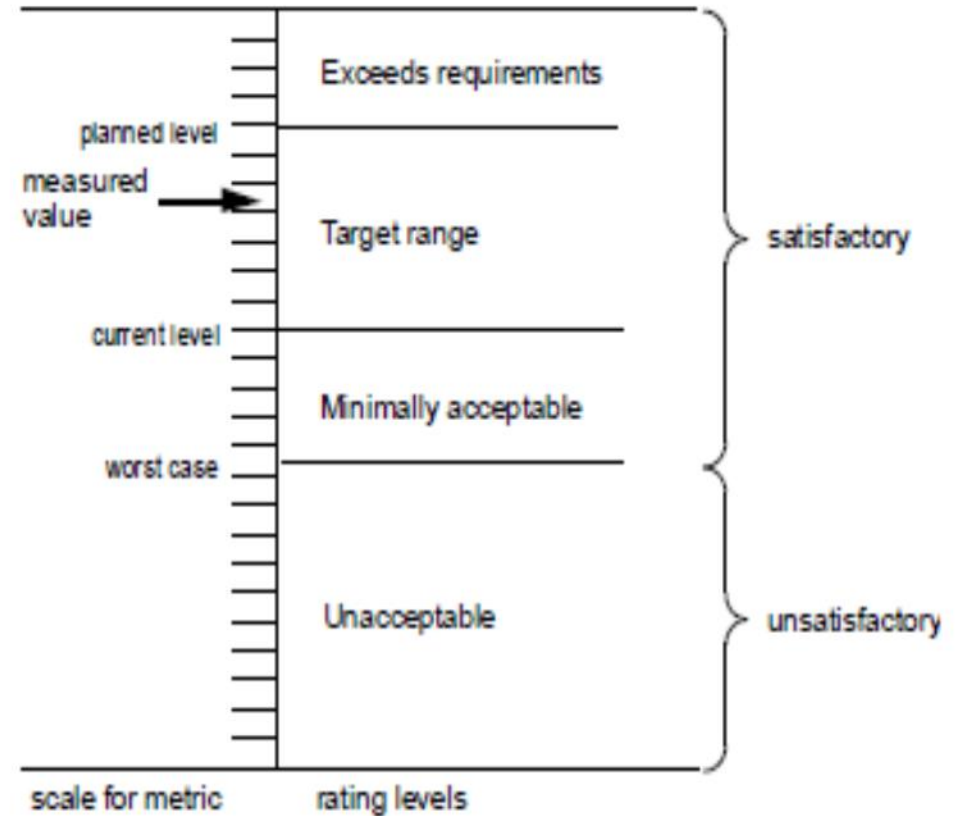 Exceeds requirements
planned level
measured
value
Target range
satisfactory
current level
Minimally acceptable
worst case
Unacceptable
unsatisfactory
scale for metric
rating levels